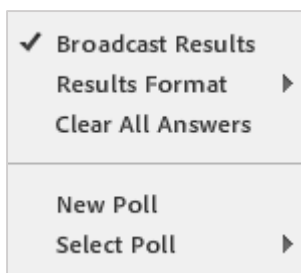 Broadcast Results
Results Format
Clear All Answers
New Poll
Select Poll